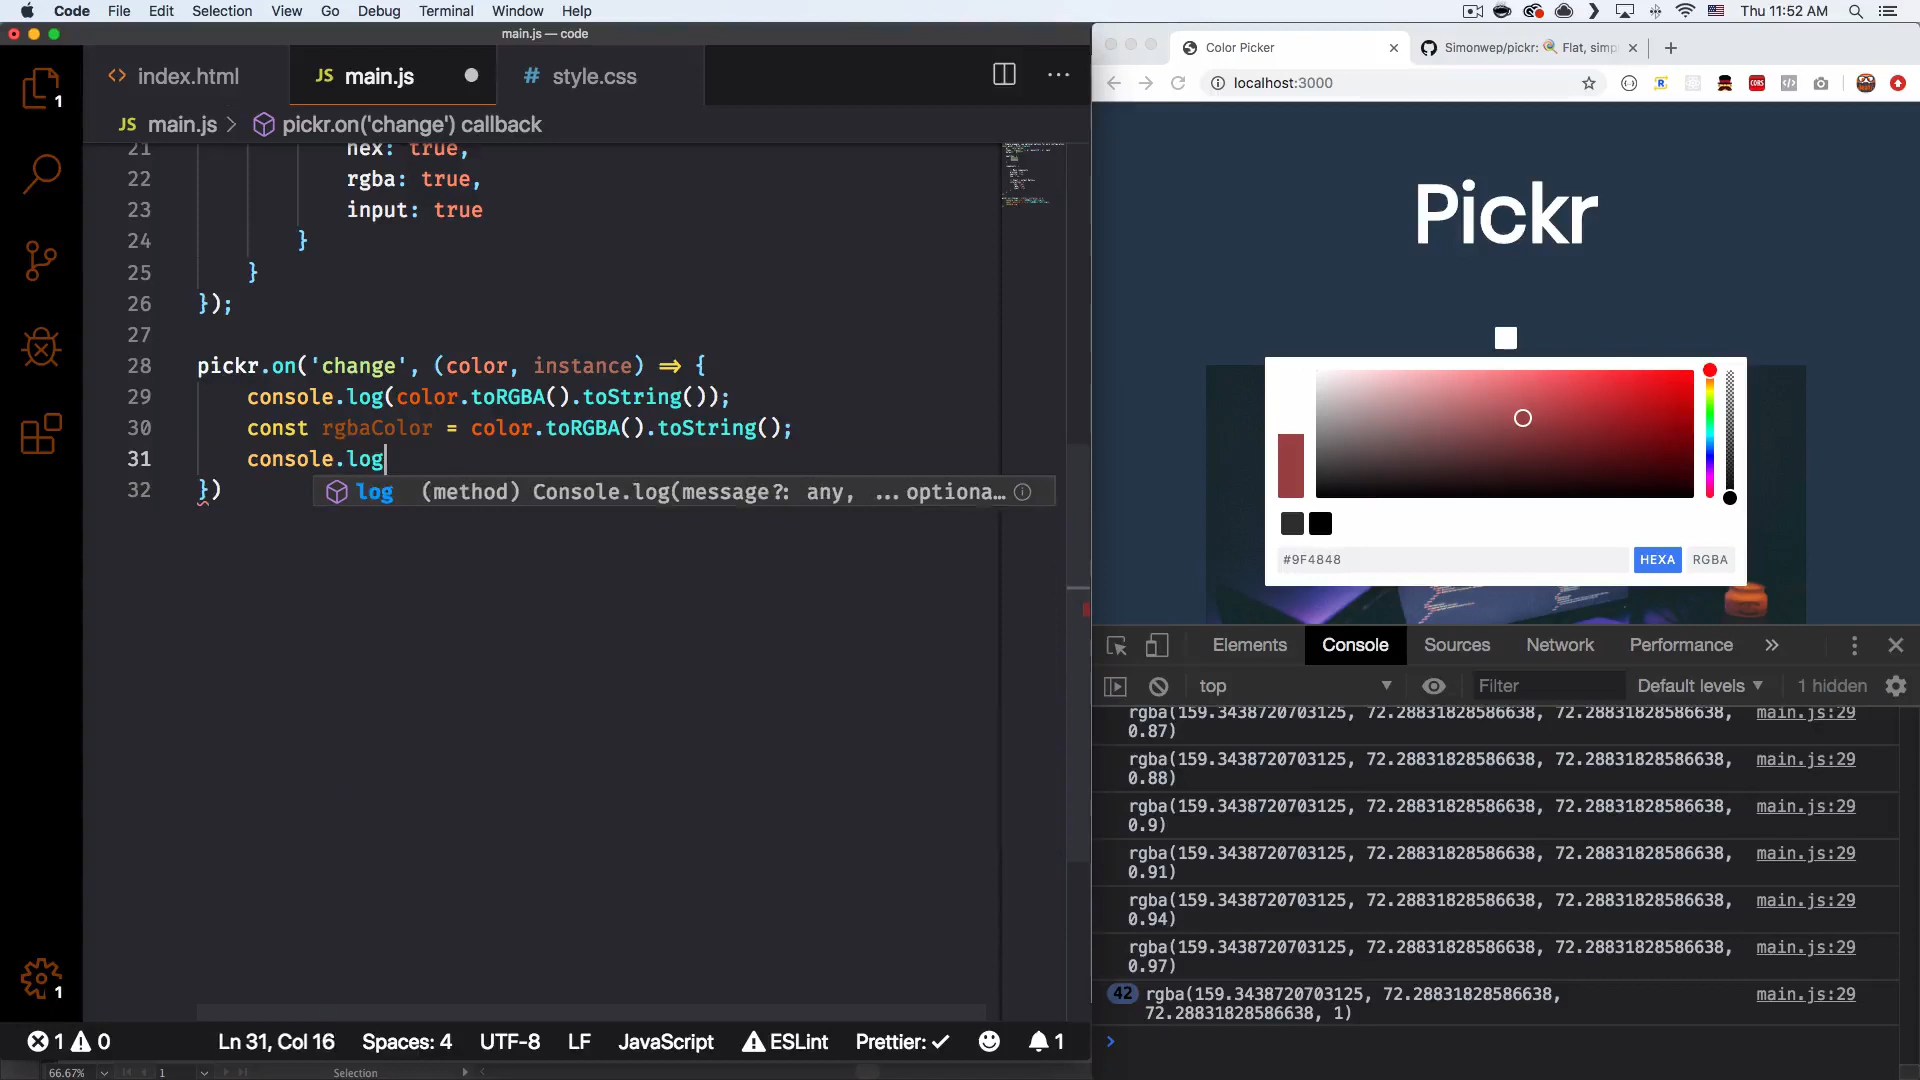 Code File Edit Selection View Go Debug Terminal Window Help Thu 11:52 AM
main.js — code
index.html JS main.js # style.css
JS main.js > pickr.on('change') callback
21 hex: true,
22 rgba: true,
23 input: true
24 }
25 }
26 });
27
28 pickr.on('change', (color, instance) => {
29 console.log(color.toRGBA().toString());
30 const rgbaColor = color.toRGBA().toString();
31 console.log
32 })
log (method) Console.log(message?: any, ...optiona...
1
1
⊗ 1 ⚠ 0 Ln 31, Col 16 Spaces: 4 UTF-8 LF JavaScript ⚠ ESLint Prettier: ✓ 1
66.67% 1 Selection
Color Picker Simonwep/pickr: 🍭 Flat, simp
localhost:3000
CORS
Pickr
#9F4848 HEXA RGBA
Elements Console Sources Network Performance »
top Filter Default levels ▼ 1 hidden
rgba(159.3438720703125, 72.28831828586638, 72.28831828586638, main.js:29
0.87)
rgba(159.3438720703125, 72.28831828586638, 72.28831828586638, main.js:29
0.88)
rgba(159.3438720703125, 72.28831828586638, 72.28831828586638, main.js:29
0.9)
rgba(159.3438720703125, 72.28831828586638, 72.28831828586638, main.js:29
0.91)
rgba(159.3438720703125, 72.28831828586638, 72.28831828586638, main.js:29
0.94)
rgba(159.3438720703125, 72.28831828586638, 72.28831828586638, main.js:29
0.97)
42 rgba(159.3438720703125, 72.28831828586638, main.js:29
72.28831828586638, 1)
>